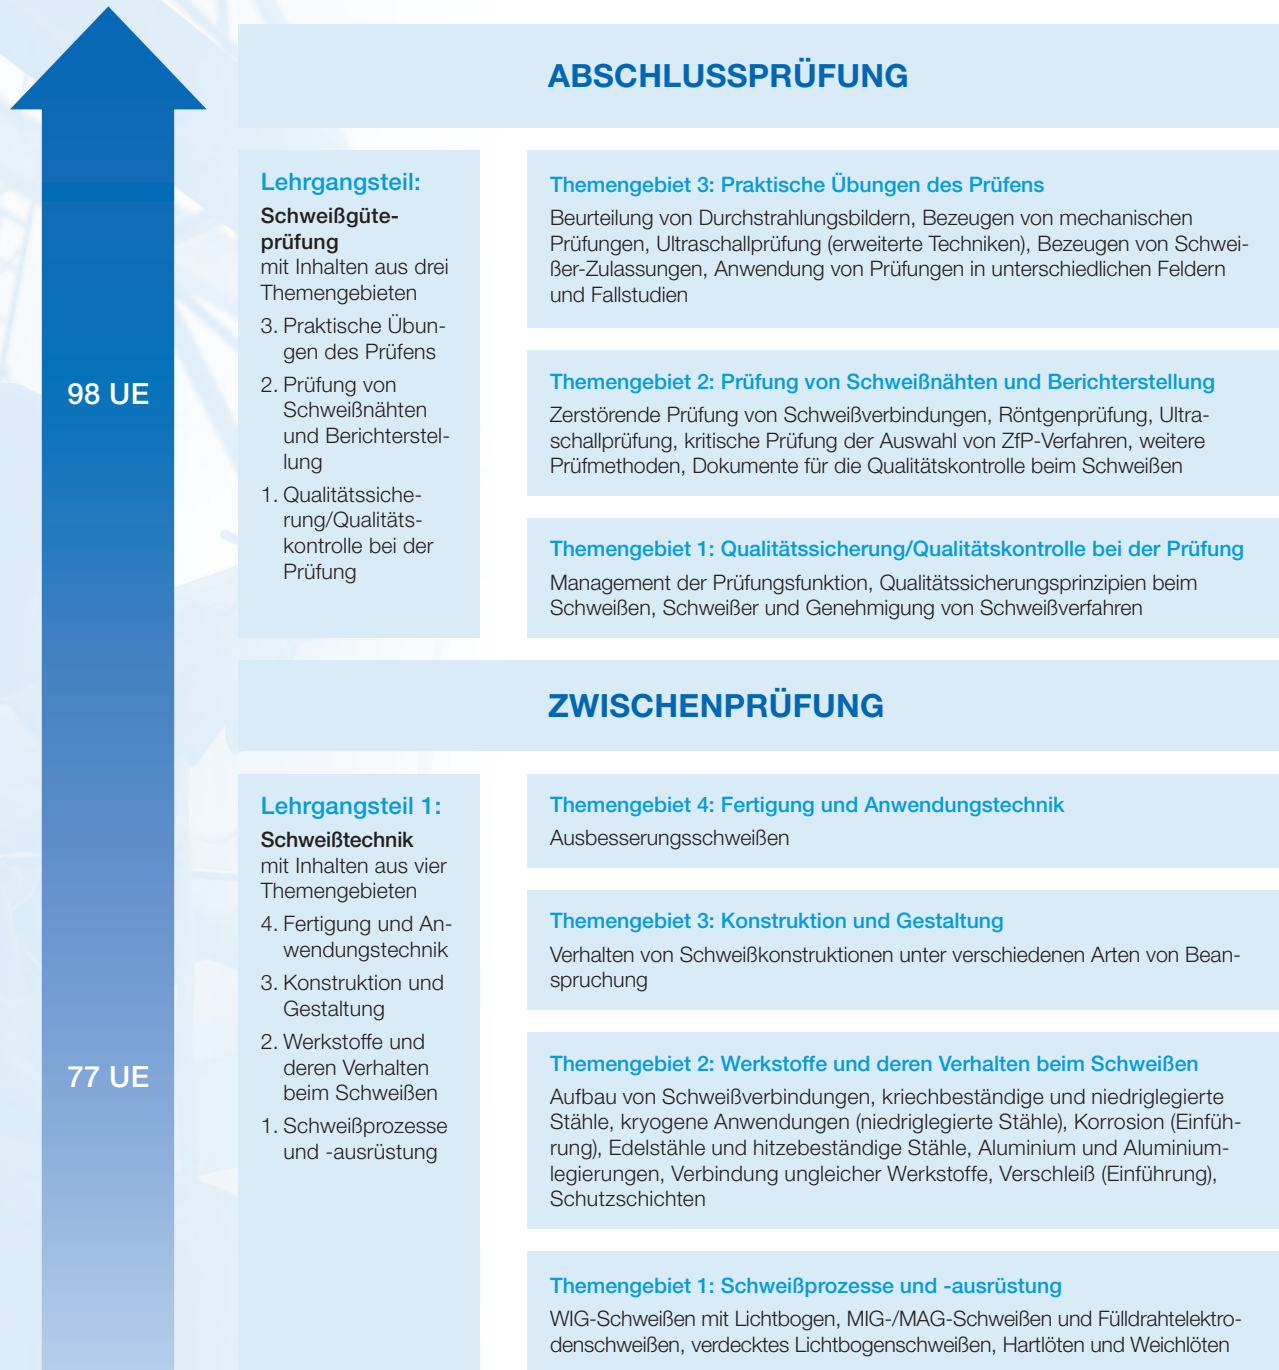 ABSCHLUSSPRÜFUNG
98 UE
Lehrgangsteil:
Schweißgüte-
prüfung
mit Inhalten aus drei
Themengebieten
3. Praktische Übun-
gen des Prüfens
2. Prüfung von
Schweißnähten
und Berichterstel-
lung
1. Qualitätssiche-
rung/Qualitäts-
kontrolle bei der
Prüfung
Themengebiet 3: Praktische Übungen des Prüfens
Beurteilung von Durchstrahlungsbildern, Bezeugen von mechanischen
Prüfungen, Ultraschallprüfung (erweiterte Techniken), Bezeugen von Schwei-
ßer-Zulassungen, Anwendung von Prüfungen in unterschiedlichen Feldern
und Fallstudien
Themengebiet 2: Prüfung von Schweißnähten und Berichterstellung
Zerstörende Prüfung von Schweißverbindungen, Röntgenprüfung, Ultra-
schallprüfung, kritische Prüfung der Auswahl von ZfP-Verfahren, weitere
Prüfmethoden, Dokumente für die Qualitätskontrolle beim Schweißen
Themengebiet 1: Qualitätssicherung/Qualitätskontrolle bei der Prüfung
Management der Prüfungsfunktion, Qualitätssicherungsprinzipien beim
Schweißen, Schweißer und Genehmigung von Schweißverfahren
ZWISCHENPRÜFUNG
77 UE
Lehrgangsteil 1:
Schweißtechnik
mit Inhalten aus vier
Themengebieten
4. Fertigung und An-
wendungstechnik
3. Konstruktion und
Gestaltung
2. Werkstoffe und
deren Verhalten
beim Schweißen
1. Schweißprozesse
und -ausrüstung
Themengebiet 4: Fertigung und Anwendungstechnik
Ausbesserungsschweißen
Themengebiet 3: Konstruktion und Gestaltung
Verhalten von Schweißkonstruktionen unter verschiedenen Arten von Bean-
spruchung
Themengebiet 2: Werkstoffe und deren Verhalten beim Schweißen
Aufbau von Schweißverbindungen, kriechbeständige und niedriglegierte
Stähle, kryogene Anwendungen (niedriglegierte Stähle), Korrosion (Einfüh-
rung), Edelstähle und hitzebeständige Stähle, Aluminium und Aluminium-
legierungen, Verbindung ungleicher Werkstoffe, Verschleiß (Einführung),
Schutzschichten
Themengebiet 1: Schweißprozesse und -ausrüstung
WIG-Schweißen mit Lichtbogen, MIG-/MAG-Schweißen und Fülldrahtelektro-
denschweißen, verdecktes Lichtbogenschweißen, Hartlöten und Weichlöten